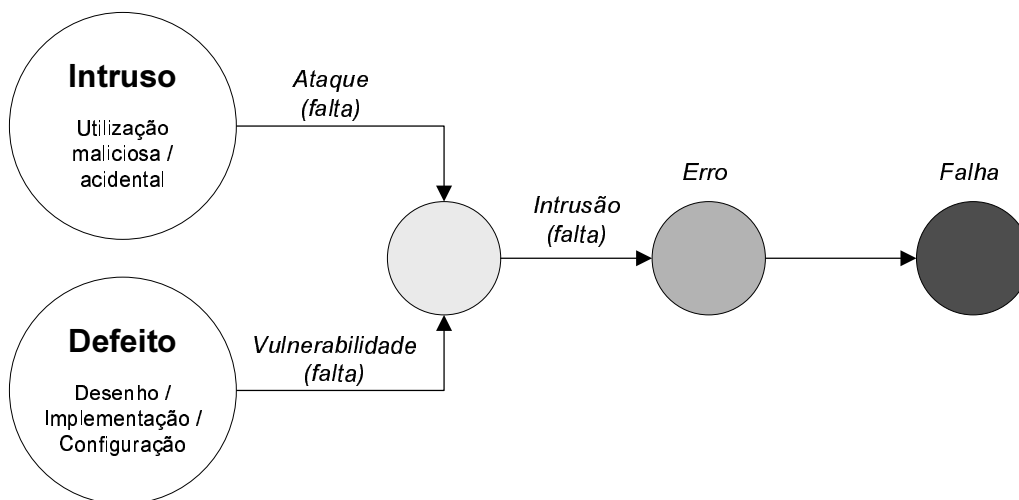 Intruso
Utilização
maliciosa /
acidental
Ataque
(falta)
Defeito
Desenho /
Implementação /
Configuração
Vulnerabilidade
(falta)
Intrusão
(falta)
Erro
Falha